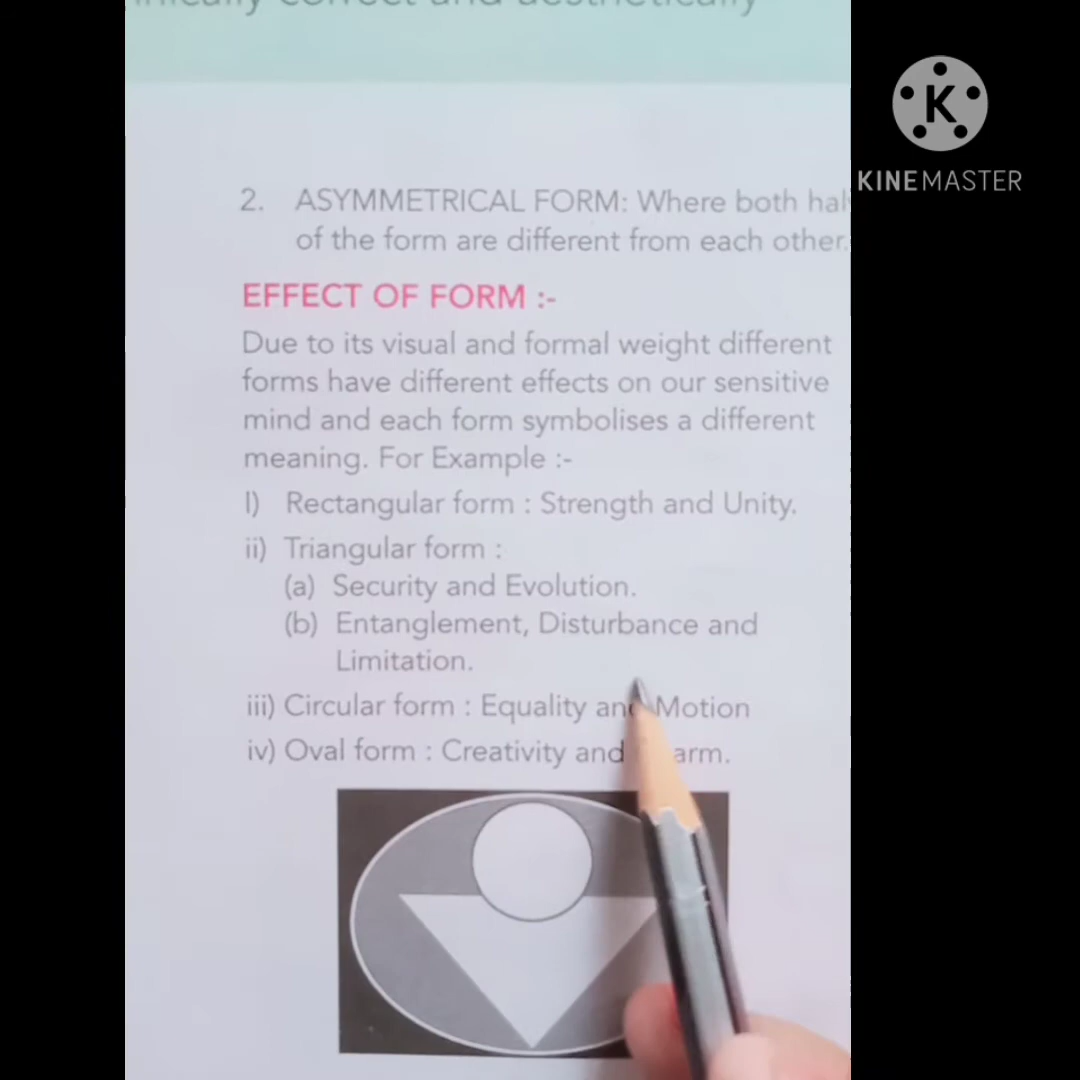 2. ASYMMETRICAL FORM: Where both
of the form are different from each other.
EFFECT OF FORM :-
Due to its visual and formal weight different
forms have different effects on our sensitive
mind and each form symbolises a different
meaning. For Example :-
I) Rectangular form : Strength and Unity.
ii) Triangular form :
(a) Security and Evolution.
(b) Entanglement, Disturbance and
Limitation.
iii) Circular form : Equality and Motion
iv) Oval form : Creativity and
K
KINEMASTER